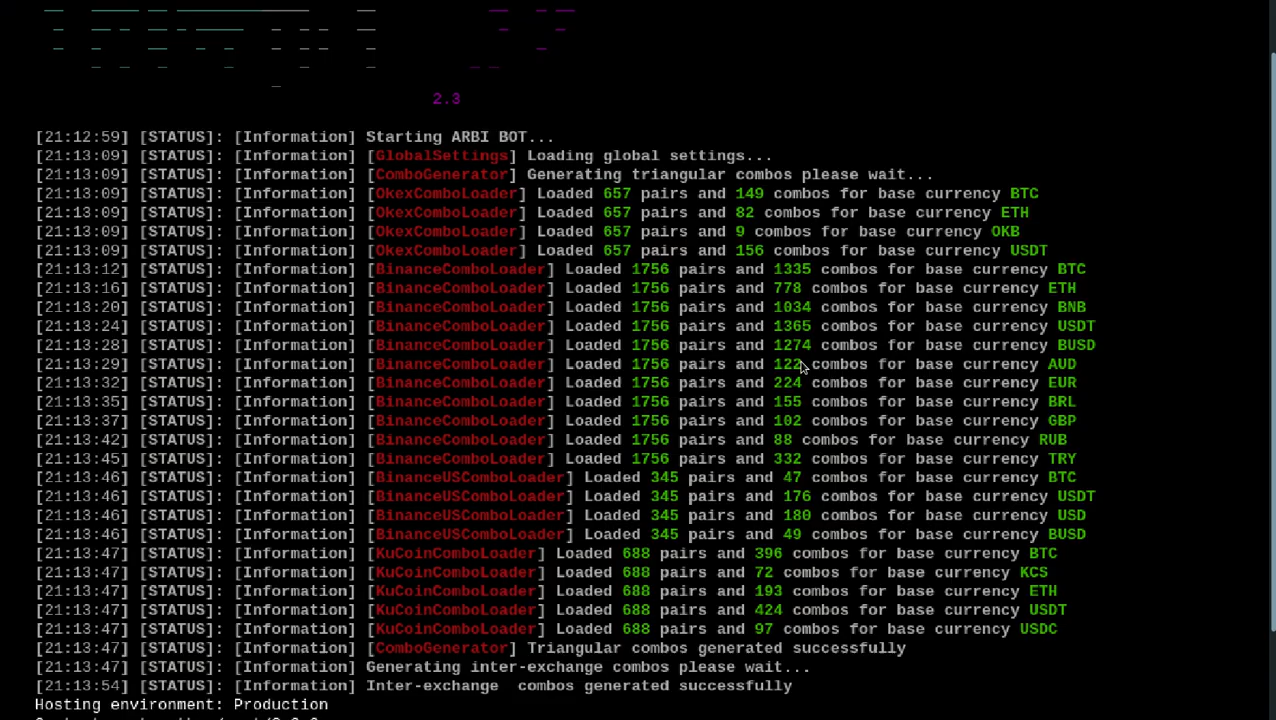 2.3
[21:12:59] [STATUS]: [Information] Starting ARBI BOT...
[21:13:09] [STATUS]: [Information] [GlobalSettings] Loading global settings...
[21:13:09] [STATUS]: [Information] [ComboGenerator] Generating triangular combos please wait...
[21:13:09] [STATUS]: [Information] [OkexComboLoader] Loaded 657 pairs and 149 combos for base currency BTC
[21:13:09] [STATUS]: [Information] [OkexComboLoader] Loaded 657 pairs and 82 combos for base currency ETH
[21:13:09] [STATUS]: [Information] [OkexComboLoader] Loaded 657 pairs and 9 combos for base currency OKB
[21:13:09] [STATUS]: [Information] [OkexComboLoader] Loaded 657 pairs and 156 combos for base currency USDT
[21:13:12] [STATUS]: [Information] [BinanceComboLoader] Loaded 1756 pairs and 1335 combos for base currency BTC
[21:13:16] [STATUS]: [Information] [BinanceComboLoader] Loaded 1756 pairs and 778 combos for base currency ETH
[21:13:20] [STATUS]: [Information] [BinanceComboLoader] Loaded 1756 pairs and 1034 combos for base currency BNB
[21:13:24] [STATUS]: [Information] [BinanceComboLoader] Loaded 1756 pairs and 1365 combos for base currency USDT
[21:13:28] [STATUS]: [Information] [BinanceComboLoader] Loaded 1756 pairs and 1274 combos for base currency BUSD
[21:13:29] [STATUS]: [Information] [BinanceComboLoader] Loaded 1756 pairs and 122 combos for base currency AUD
[21:13:32] [STATUS]: [Information] [BinanceComboLoader] Loaded 1756 pairs and 224 combos for base currency EUR
[21:13:35] [STATUS]: [Information] [BinanceComboLoader] Loaded 1756 pairs and 155 combos for base currency BRL
[21:13:37] [STATUS]: [Information] [BinanceComboLoader] Loaded 1756 pairs and 102 combos for base currency GBP
[21:13:42] [STATUS]: [Information] [BinanceComboLoader] Loaded 1756 pairs and 88 combos for base currency RUB
[21:13:45] [STATUS]: [Information] [BinanceComboLoader] Loaded 1756 pairs and 332 combos for base currency TRY
[21:13:46] [STATUS]: [Information] [BinanceUSComboLoader] Loaded 345 pairs and 47 combos for base currency BTC
[21:13:46] [STATUS]: [Information] [BinanceUSComboLoader] Loaded 345 pairs and 176 combos for base currency USDT
[21:13:46] [STATUS]: [Information] [BinanceUSComboLoader] Loaded 345 pairs and 180 combos for base currency USD
[21:13:46] [STATUS]: [Information] [BinanceUSComboLoader] Loaded 345 pairs and 49 combos for base currency BUSD
[21:13:47] [STATUS]: [Information] [KuCoinComboLoader] Loaded 688 pairs and 396 combos for base currency BTC
[21:13:47] [STATUS]: [Information] [KuCoinComboLoader] Loaded 688 pairs and 72 combos for base currency KCS
[21:13:47] [STATUS]: [Information] [KuCoinComboLoader] Loaded 688 pairs and 193 combos for base currency ETH
[21:13:47] [STATUS]: [Information] [KuCoinComboLoader] Loaded 688 pairs and 424 combos for base currency USDT
[21:13:47] [STATUS]: [Information] [KuCoinComboLoader] Loaded 688 pairs and 97 combos for base currency USDC
[21:13:47] [STATUS]: [Information] [ComboGenerator] Triangular combos generated successfully
[21:13:47] [STATUS]: [Information] Generating inter-exchange combos please wait...
[21:13:54] [STATUS]: [Information] Inter-exchange  combos generated successfully
Hosting environment: Production